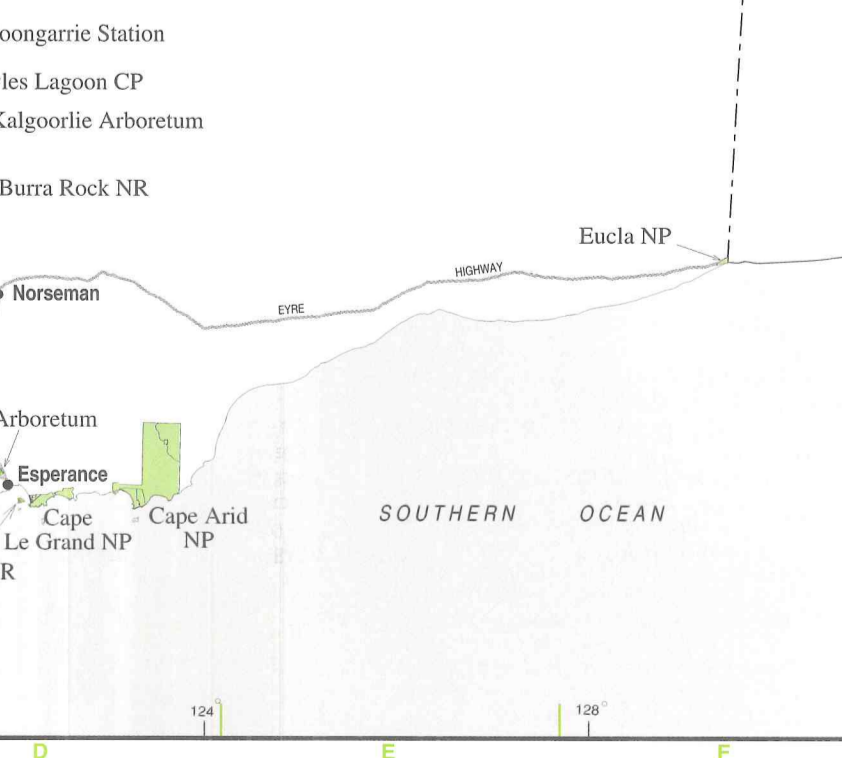 oongarrie Station
les Lagoon CP
Kalgoorlie Arboretum
Burra Rock NR
Eucla NP
HIGHWAY
Norseman
EYRE
Arboretum
Esperance
SOUTHERN OCEAN
Cape
Le Grand NP
Cape Arid
NP
R
124°
128°
D
E
F